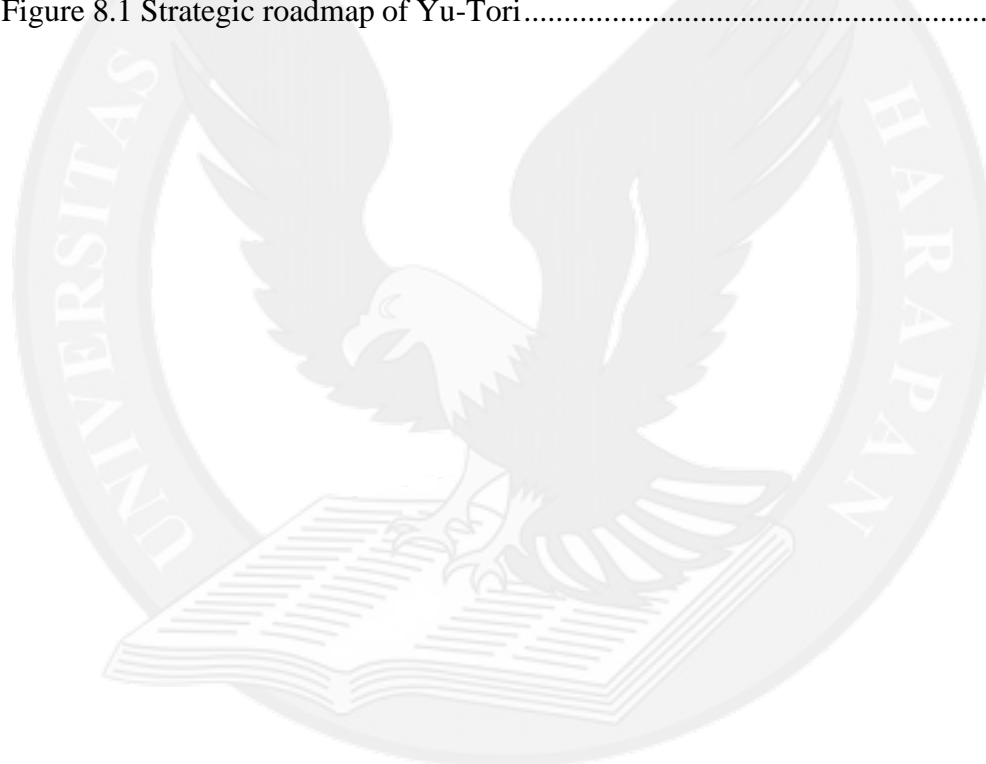 Figure 8.1 Strategic roadmap of Yu-Tori..........................................................
UNIVERSITAS
HARAPAN